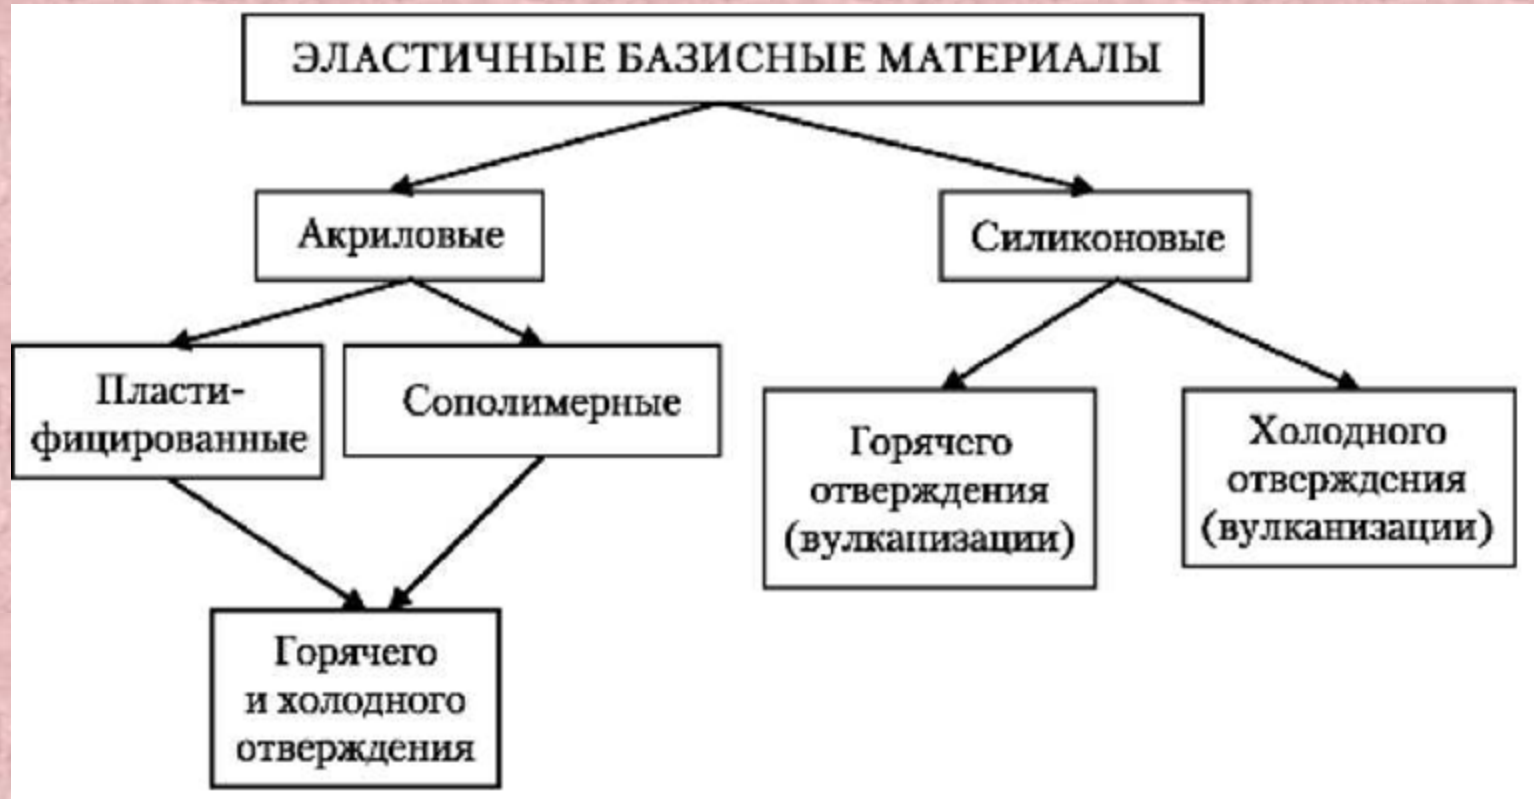 ЭЛАСТИЧНЫЕ БАЗИСНЫЕ МАТЕРИАЛЫ
Акриловые
Силиконовые
Пласти-
фицированные
Сополимерные
Горячего
отверждения
(вулканизации)
Холодного
отверждения
(вулканизации)
Горячего
и холодного
отверждения